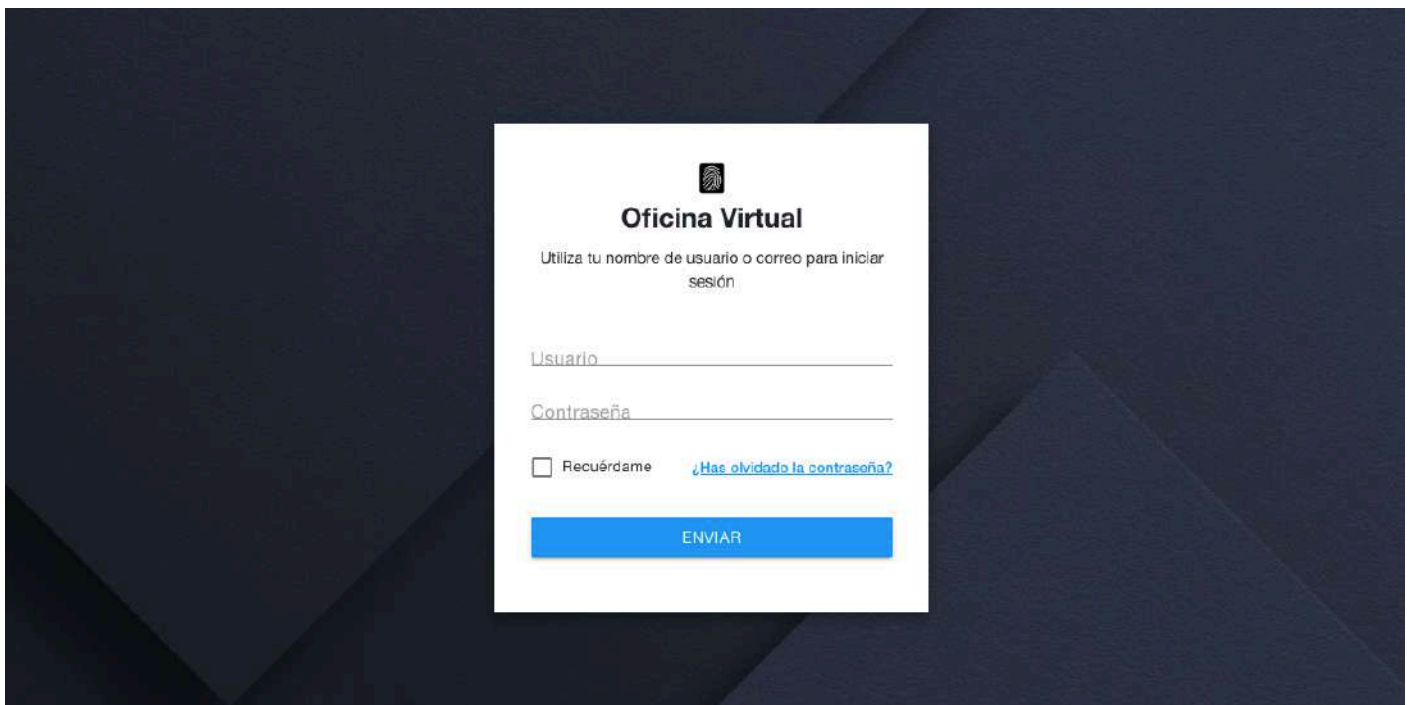 Oficina Virtual
Utiliza tu nombre de usuario o correo para iniciar
sesión
Usuario
Contraseña
Recuérdame ¿Has olvidado la contraseña?
ENVIAR